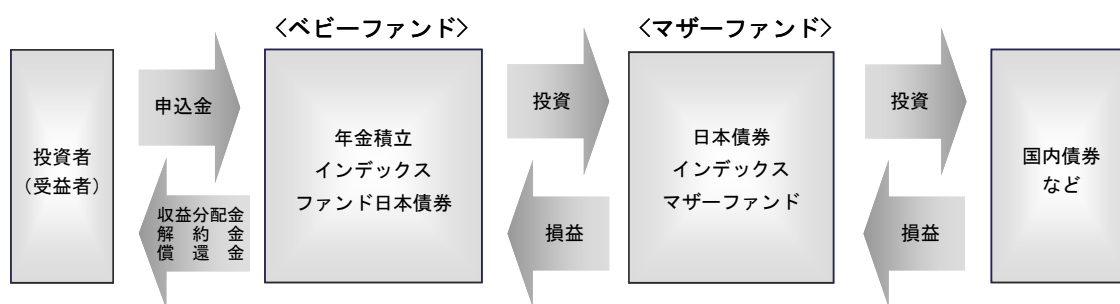 〈ベビーファンド〉
〈マザーファンド〉
投資者
（受益者）
申込金
収益分配金
解約金
償還金
年金積立
インデックス
ファンド日本債券
投資
損益
日本債券
インデックス
マザーファンド
投資
損益
国内債券
など